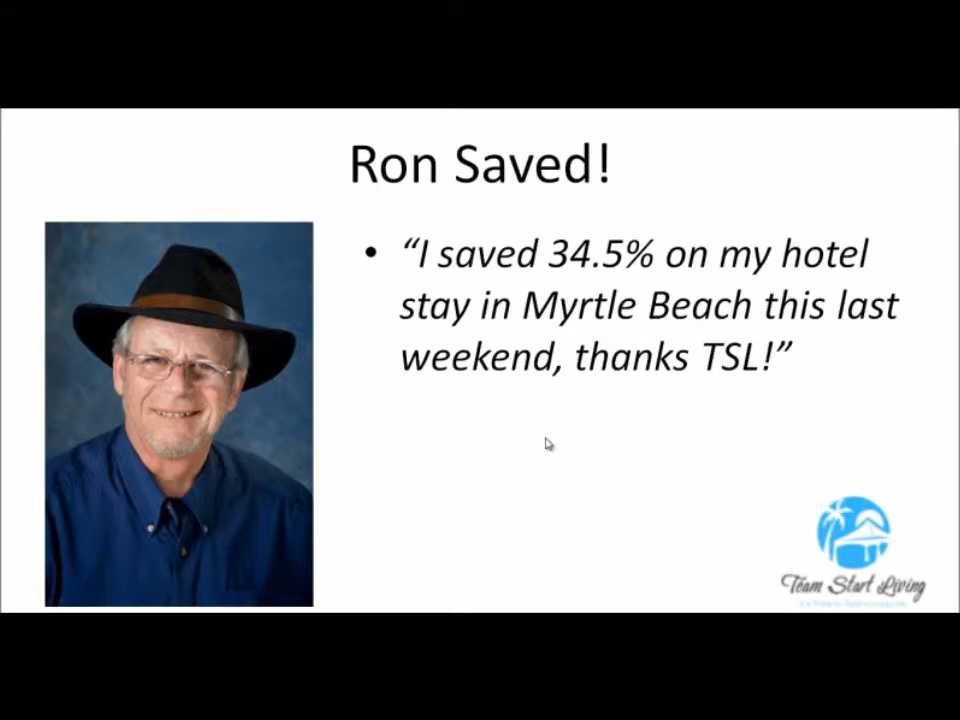 Ron Saved!
• “I saved 34.5% on my hotel
stay in Myrtle Beach this last
weekend, thanks TSL!”
Team Start Living